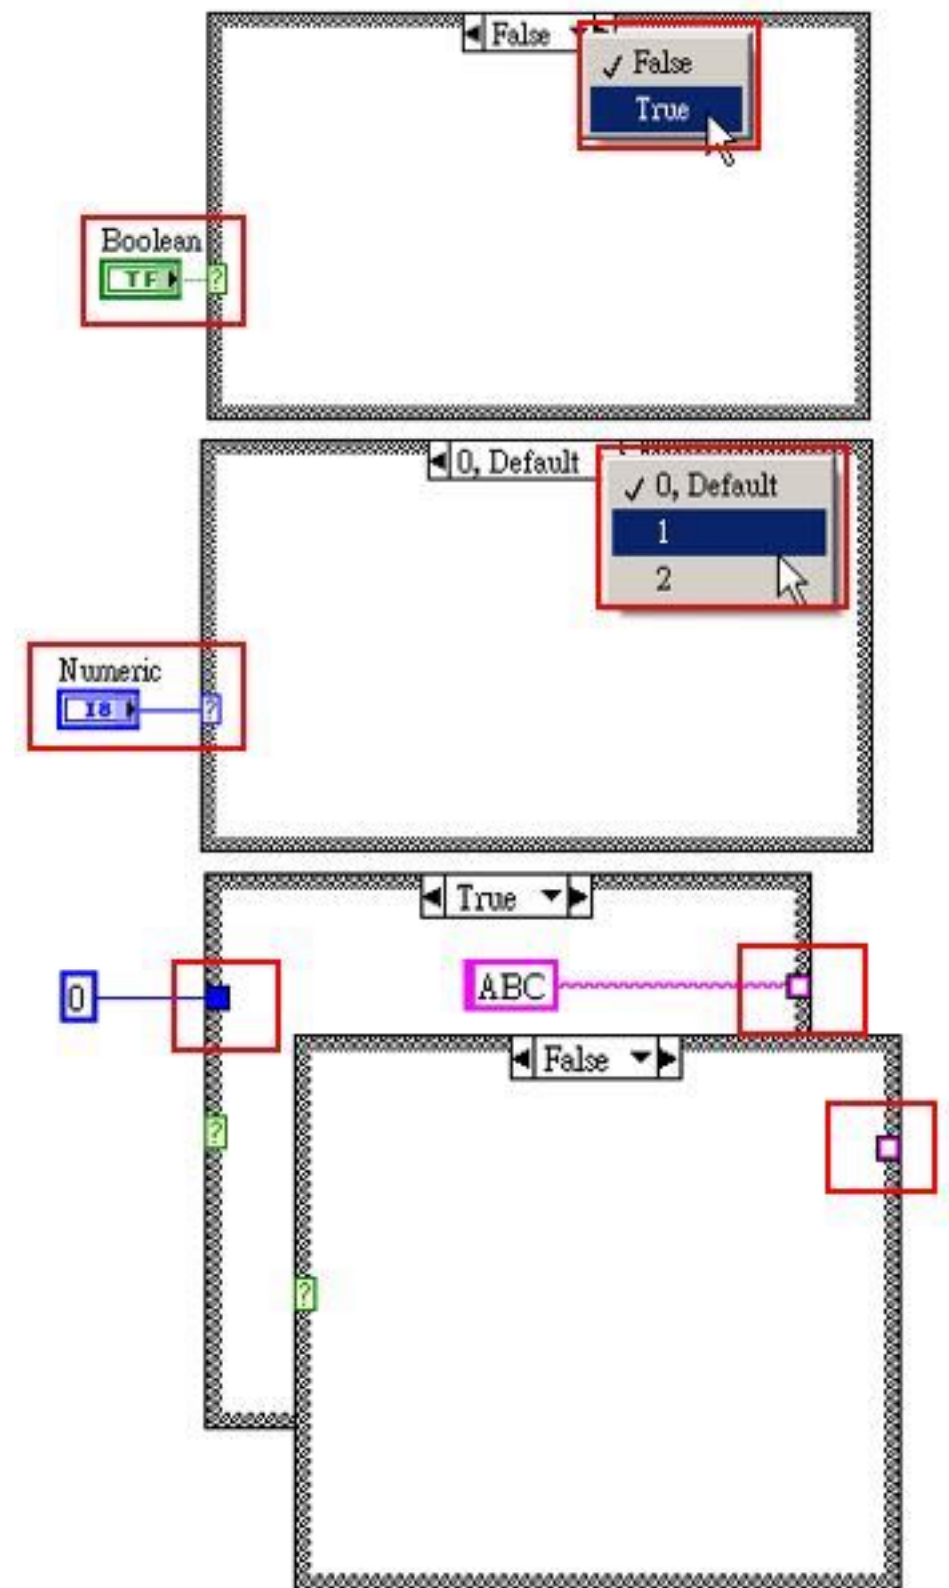 False
✓ False
True
Boolean
TF
?
0, Default
✓ 0, Default
1
2
Numeric
I8
?
True
0
ABC
False
?
?